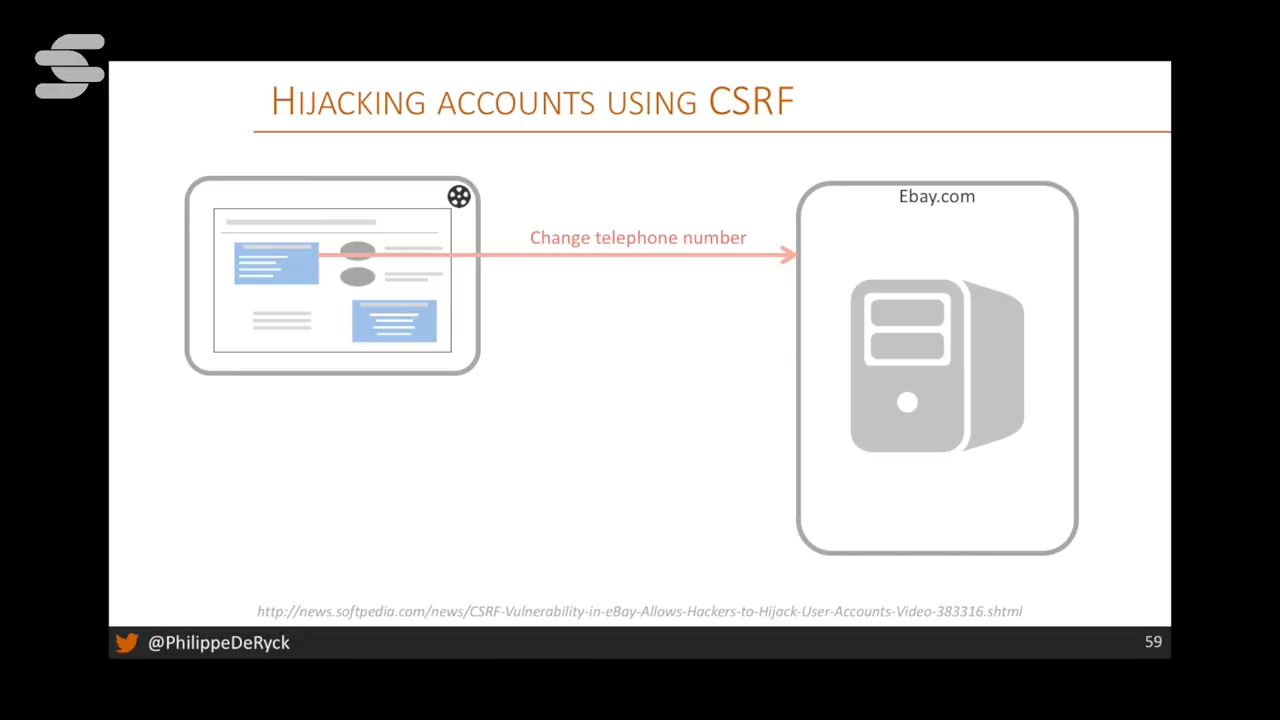 HIJACKING ACCOUNTS USING CSRF
Ebay.com
Change telephone number
http://news.softpedia.com/news/CSRF-Vulnerability-in-eBay-Allows-Hackers-to-Hijack-User-Accounts-Video-383316.shtml
@PhilippeDeRyck
59